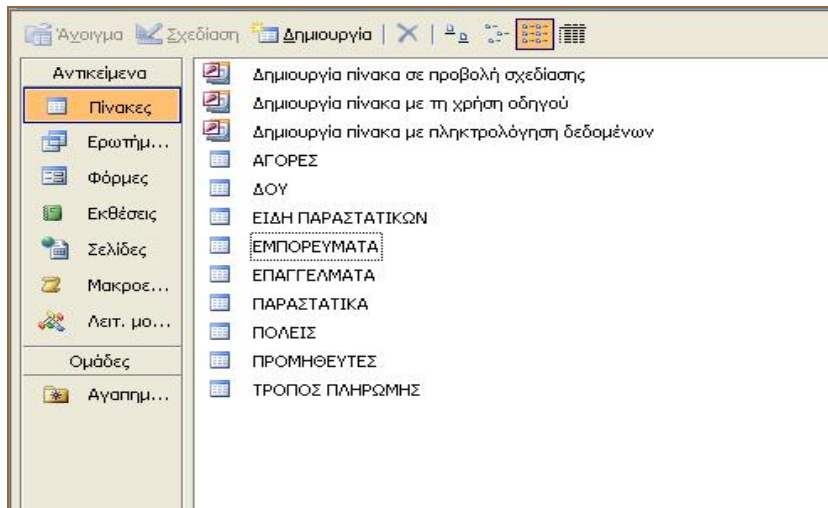 Άνοιγμα Σχεδίαση Δημιουργία
Αντικείμενα
Πίνακες
Ερωτήμ...
Φόρμες
Εκθέσεις
Σελίδες
Μακροε...
Λειτ. μο...
Ομάδες
Αγαπημ...
Δημιουργία πίνακα σε προβολή σχεδίασης
Δημιουργία πίνακα με τη χρήση οδηγού
Δημιουργία πίνακα με πληκτρολόγηση δεδομένων
ΑΓΟΡΕΣ
ΔΟΥ
ΕΙΔΗ ΠΑΡΑΣΤΑΤΙΚΩΝ
ΕΜΠΟΡΕΥΜΑΤΑ
ΕΠΑΓΓΕΛΜΑΤΑ
ΠΑΡΑΣΤΑΤΙΚΑ
ΠΟΛΕΙΣ
ΠΡΟΜΗΘΕΥΤΕΣ
ΤΡΟΠΟΣ ΠΛΗΡΩΜΗΣ